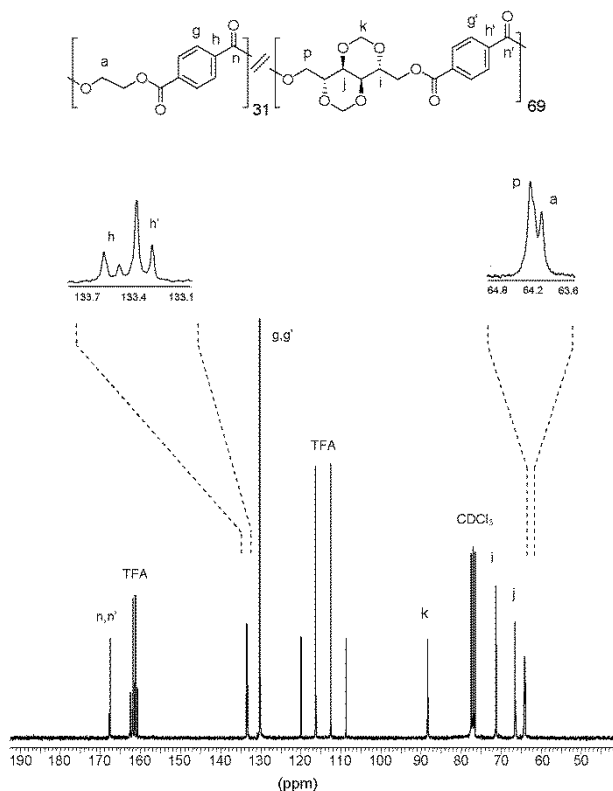 g h O n
a O O O
31
k
O O
p j i
O O O
g' h' O n'
69
h h'
133.7 133.4 133.1
p a
64.8 64.2 63.6
g,g'
TFA
TFA
CDCl3
n,n'
k
i
j
190 180 170 160 150 140 130 120 110 100 90 80 70 60 50
(ppm)